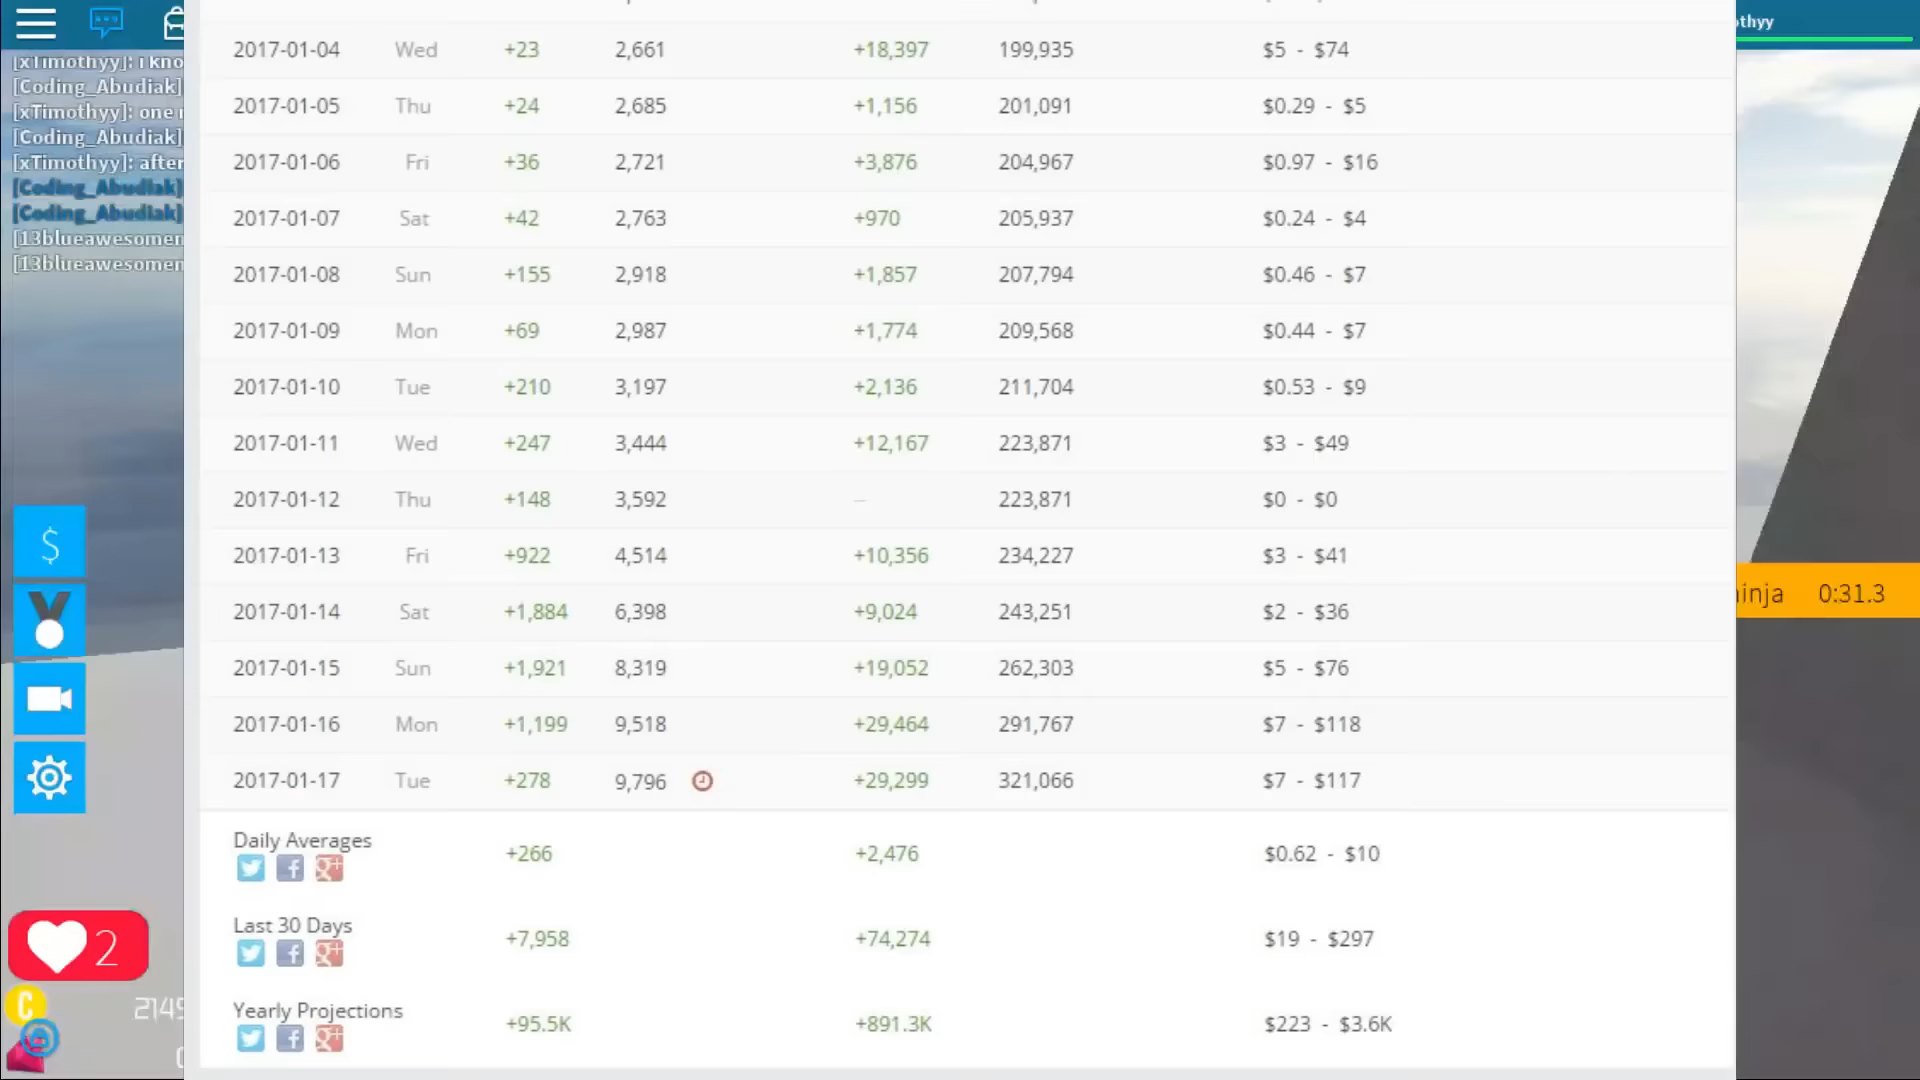 othyy
[xTimothyy]: i kno
[Coding_Abudiak]
[xTimothyy]: one
[Coding_Abudiak]
[xTimothyy]: after
[Coding_Abudiak]
[Coding_Abudiak]
[13blueawesomen
[13blueawesomen
2017-01-04 Wed +23 2,661 +18,397 199,935 $5 - $74
2017-01-05 Thu +24 2,685 +1,156 201,091 $0.29 - $5
2017-01-06 Fri +36 2,721 +3,876 204,967 $0.97 - $16
2017-01-07 Sat +42 2,763 +970 205,937 $0.24 - $4
2017-01-08 Sun +155 2,918 +1,857 207,794 $0.46 - $7
2017-01-09 Mon +69 2,987 +1,774 209,568 $0.44 - $7
2017-01-10 Tue +210 3,197 +2,136 211,704 $0.53 - $9
2017-01-11 Wed +247 3,444 +12,167 223,871 $3 - $49
2017-01-12 Thu +148 3,592 -- 223,871 $0 - $0
2017-01-13 Fri +922 4,514 +10,356 234,227 $3 - $41
2017-01-14 Sat +1,884 6,398 +9,024 243,251 $2 - $36
2017-01-15 Sun +1,921 8,319 +19,052 262,303 $5 - $76
2017-01-16 Mon +1,199 9,518 +29,464 291,767 $7 - $118
2017-01-17 Tue +278 9,796 +29,299 321,066 $7 - $117
Daily Averages +266 +2,476 $0.62 - $10
Last 30 Days +7,958 +74,274 $19 - $297
Yearly Projections +95.5K +891.3K $223 - $3.6K
$
2
C
2149
ninja 0:31.3